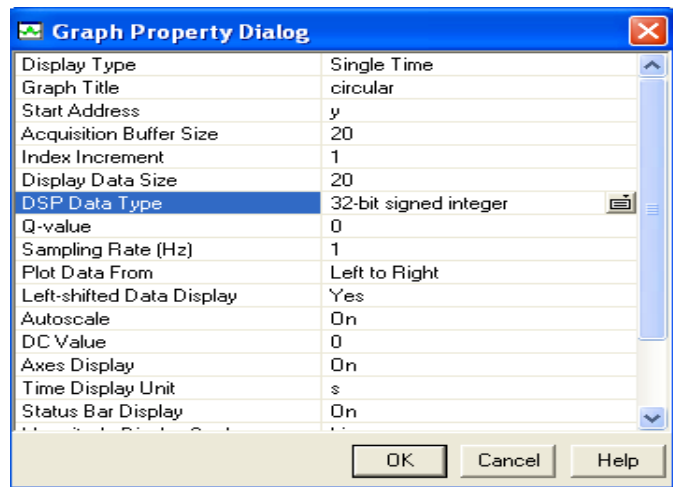 Graph Property Dialog
Display Type Single Time
Graph Title circular
Start Address y
Acquisition Buffer Size 20
Index Increment 1
Display Data Size 20
DSP Data Type 32-bit signed integer
Q-value 0
Sampling Rate (Hz) 1
Plot Data From Left to Right
Left-shifted Data Display Yes
Autoscale On
DC Value 0
Axes Display On
Time Display Unit s
Status Bar Display On
OK Cancel Help